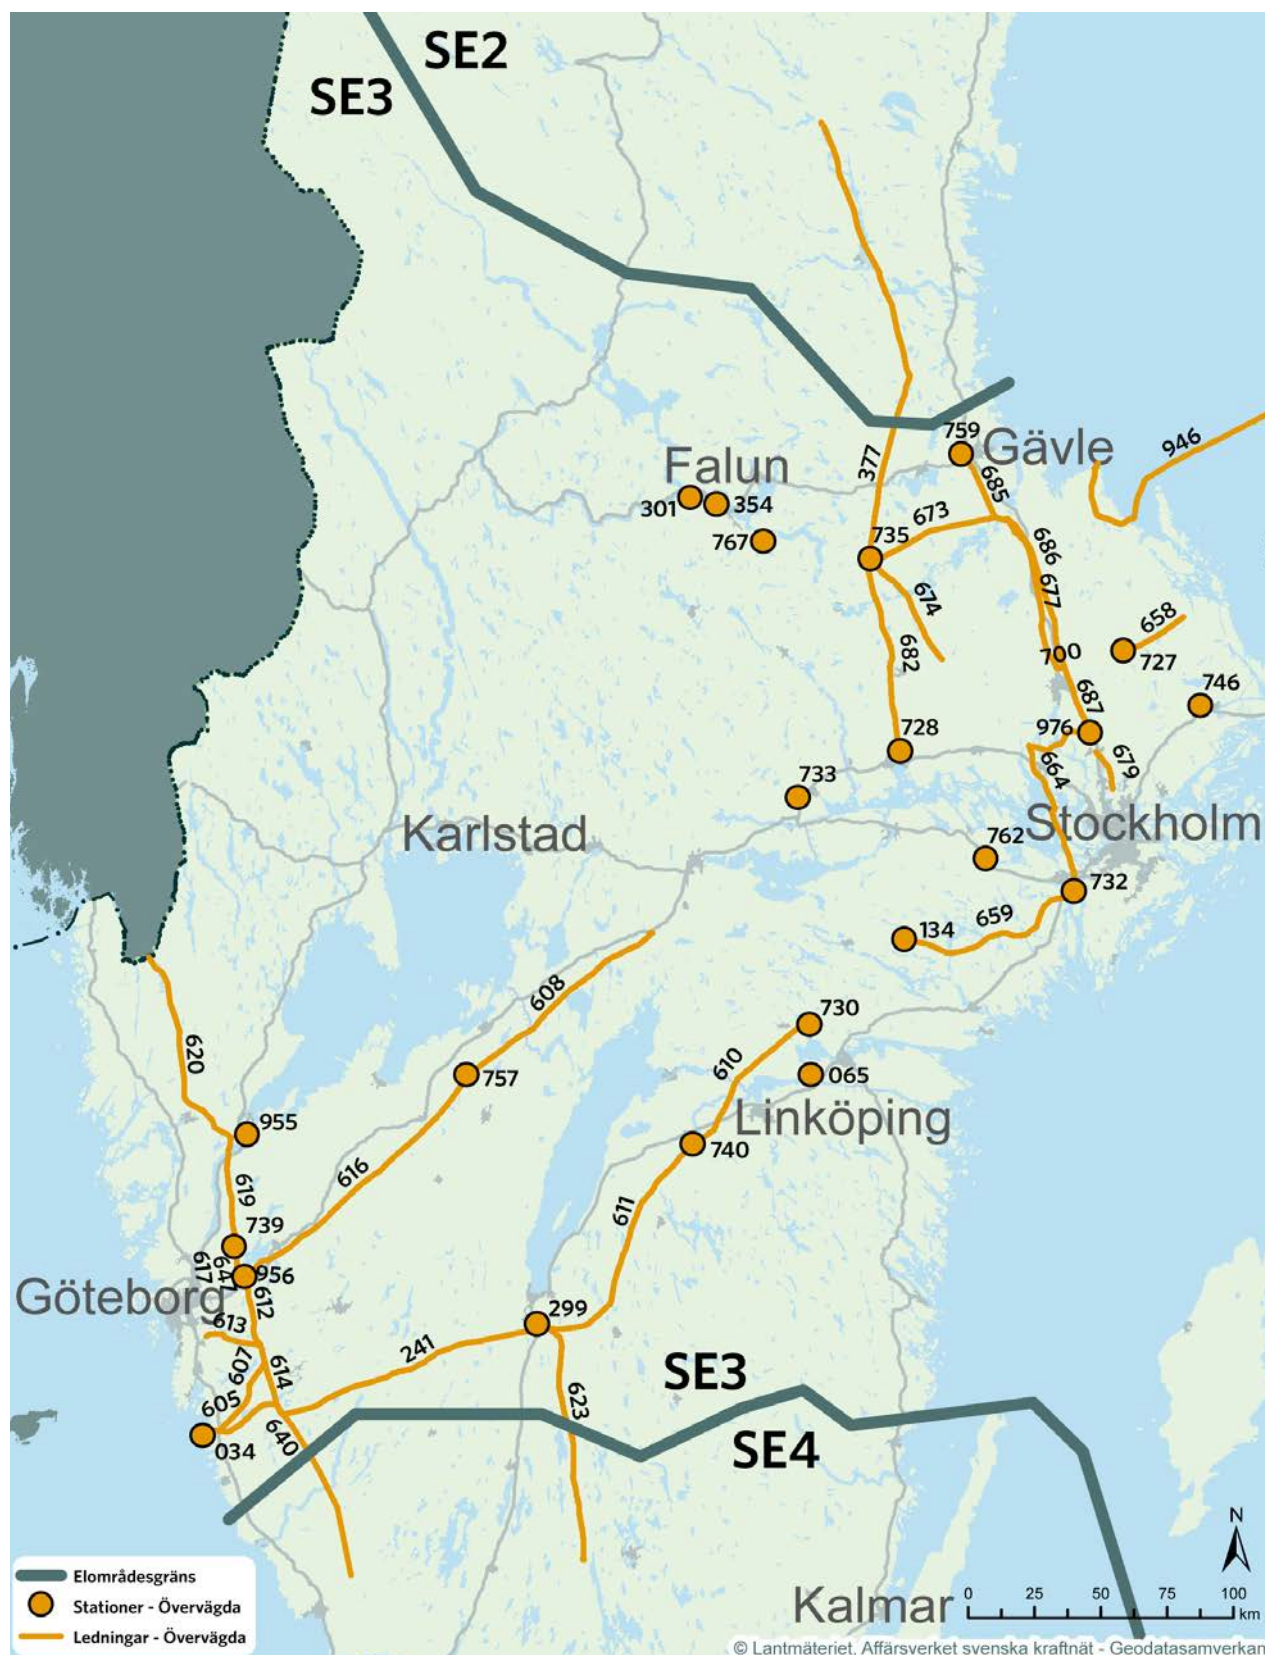 SE2
SE3
759
Gävle
946
377
685
Falun
301
354
673
767
735
686
674
677
658
682
700
727
746
687
728
976
679
664
733
Karlstad
Stockholm
762
732
659
134
608
730
620
610
065
757
955
Linköping
740
616
619
611
739
617
647
956
612
Göteborg
299
613
241
607
614
SE3
605
623
640
034
SE4
N
Elområdesgräns
Stationer - Övervägda
Ledningar - Övervägda
Kalmar
0 25 50 75 100
km
© Lantmäteriet, Affärsverket svenska kraftnät - Geodatasamverkan